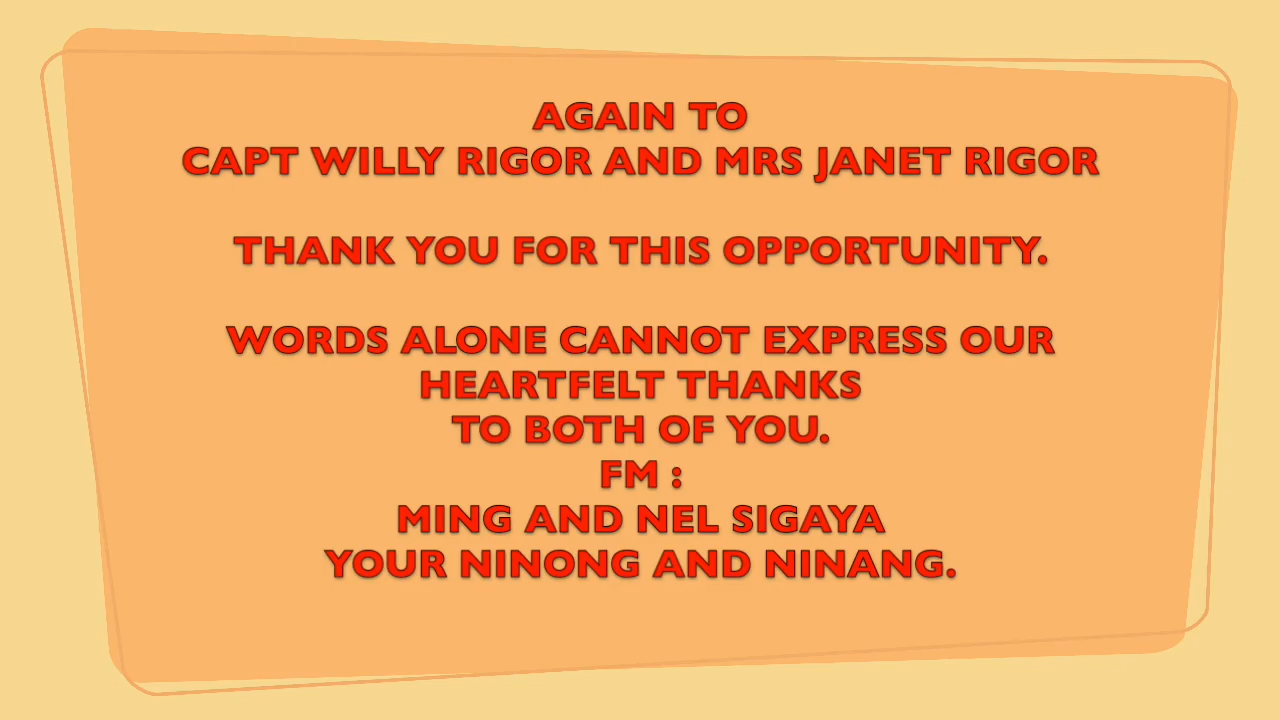 AGAIN TO
CAPT WILLY RIGOR AND MRS JANET RIGOR
THANK YOU FOR THIS OPPORTUNITY.
WORDS ALONE CANNOT EXPRESS OUR
HEARTFELT THANKS
TO BOTH OF YOU.
FM :
MING AND NEL SIGAYA
YOUR NINONG AND NINANG.